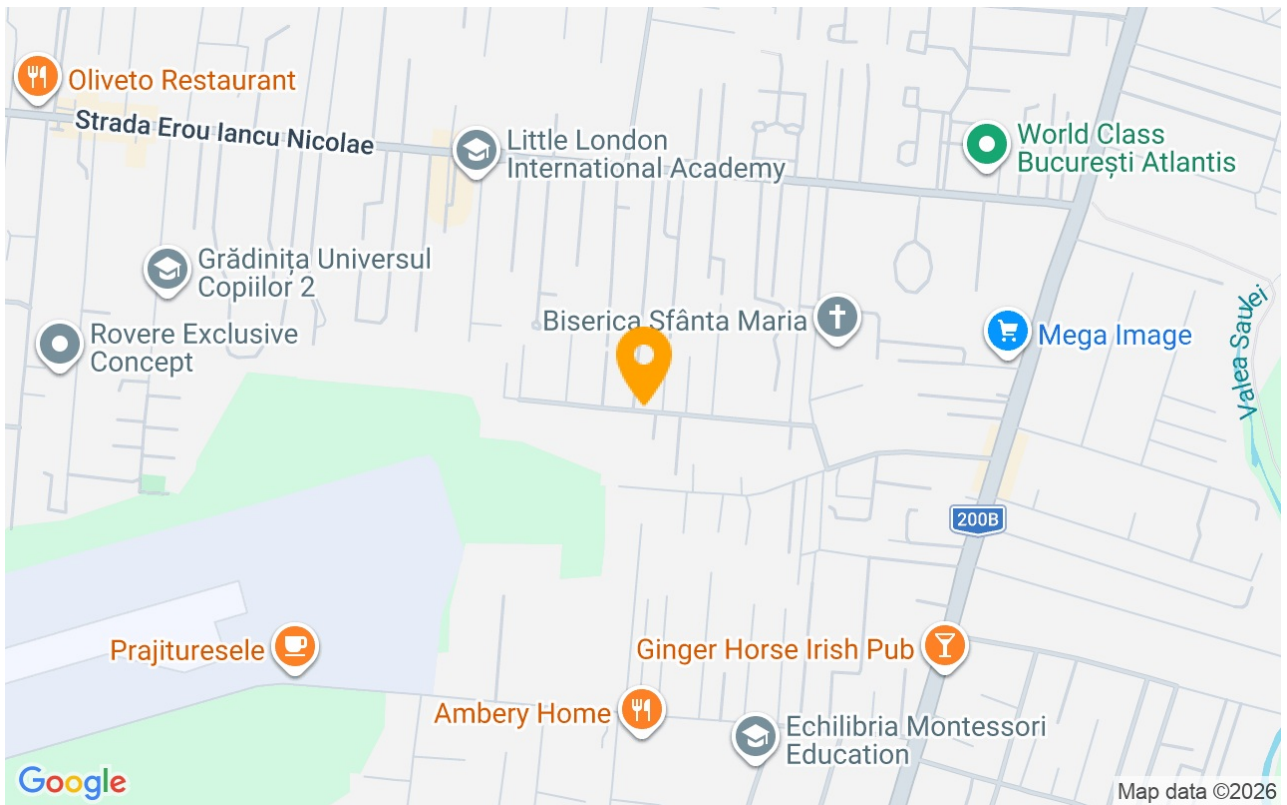 Oliveto Restaurant
Strada Erou Iancu Nicolae
Little London
International Academy
World Class
București Atlantis
Grădinița Universul
Copiilor 2
Rovere Exclusive
Concept
Biserica Sfânta Maria
Mega Image
Valea Saulei
200B
Prajituresele
Ginger Horse Irish Pub
Ambery Home
Echilibria Montessori
Education
Google
Map data ©2026